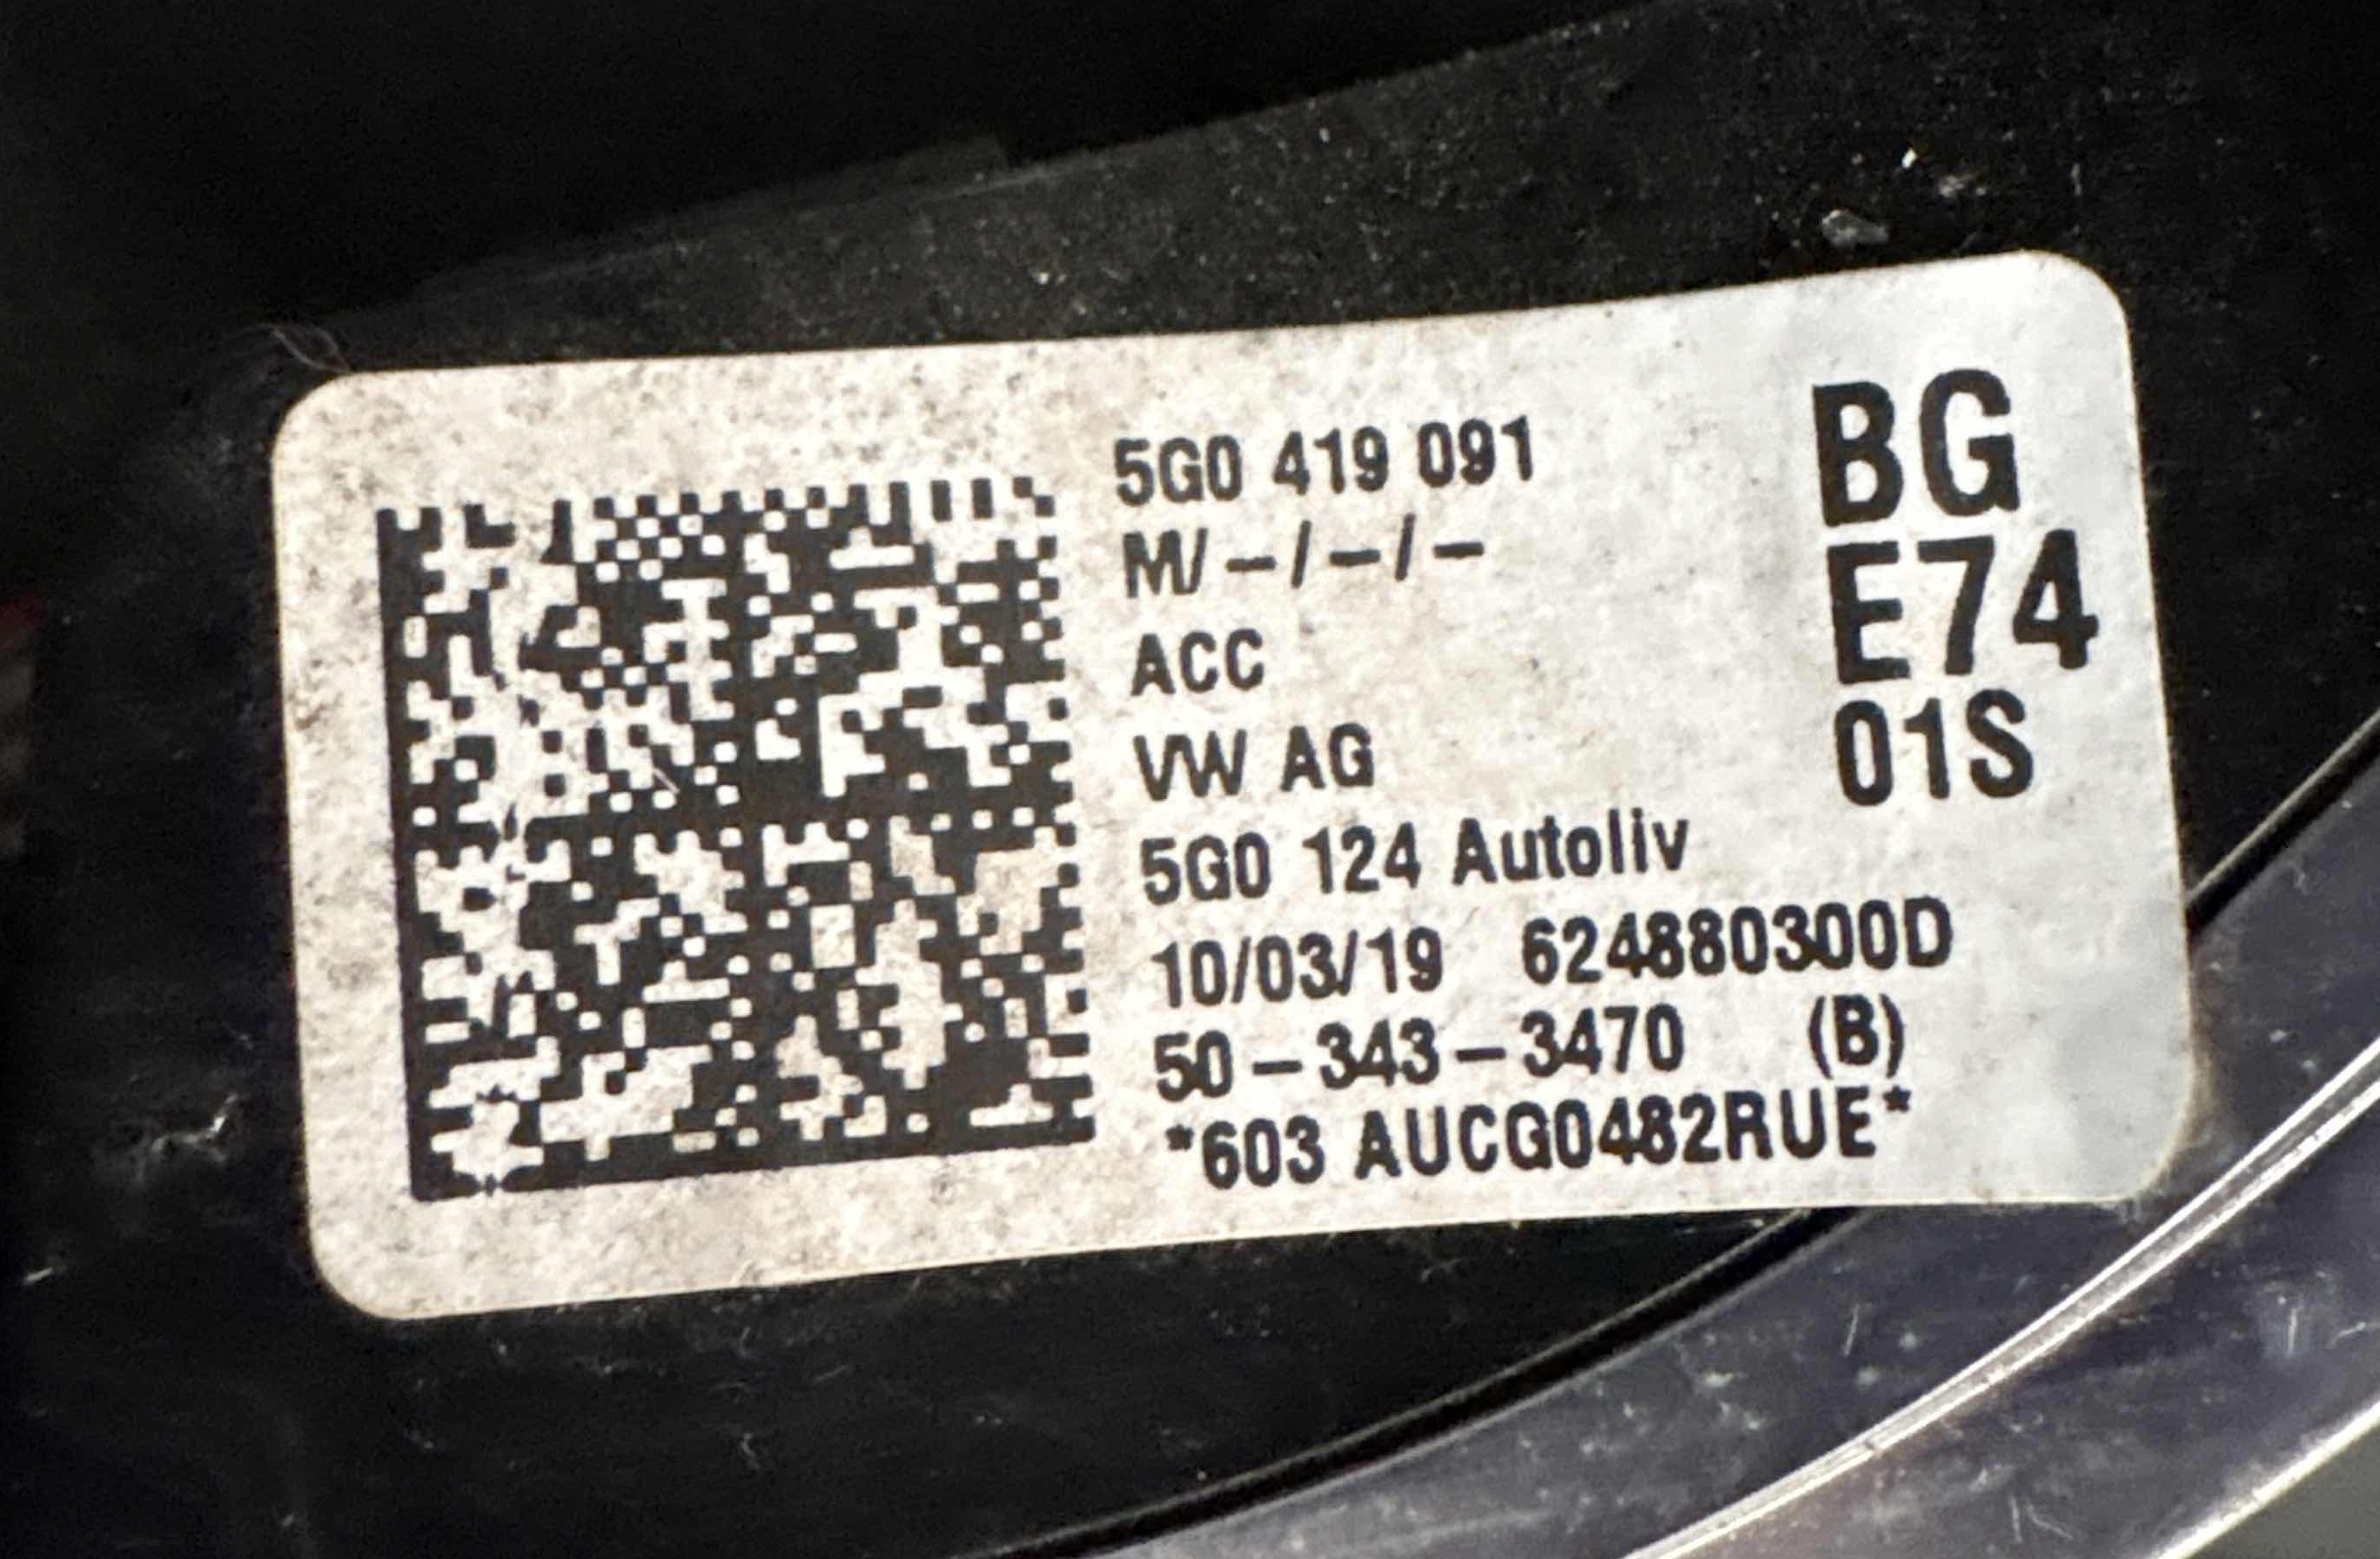 5G0 419 091
BG
M/-/-/-
E74
ACC
01S
VW AG
5G0 124 Autoliv
10/03/19 624880300D
50-343-3470 (B)
*603 AUCG0482RUE*